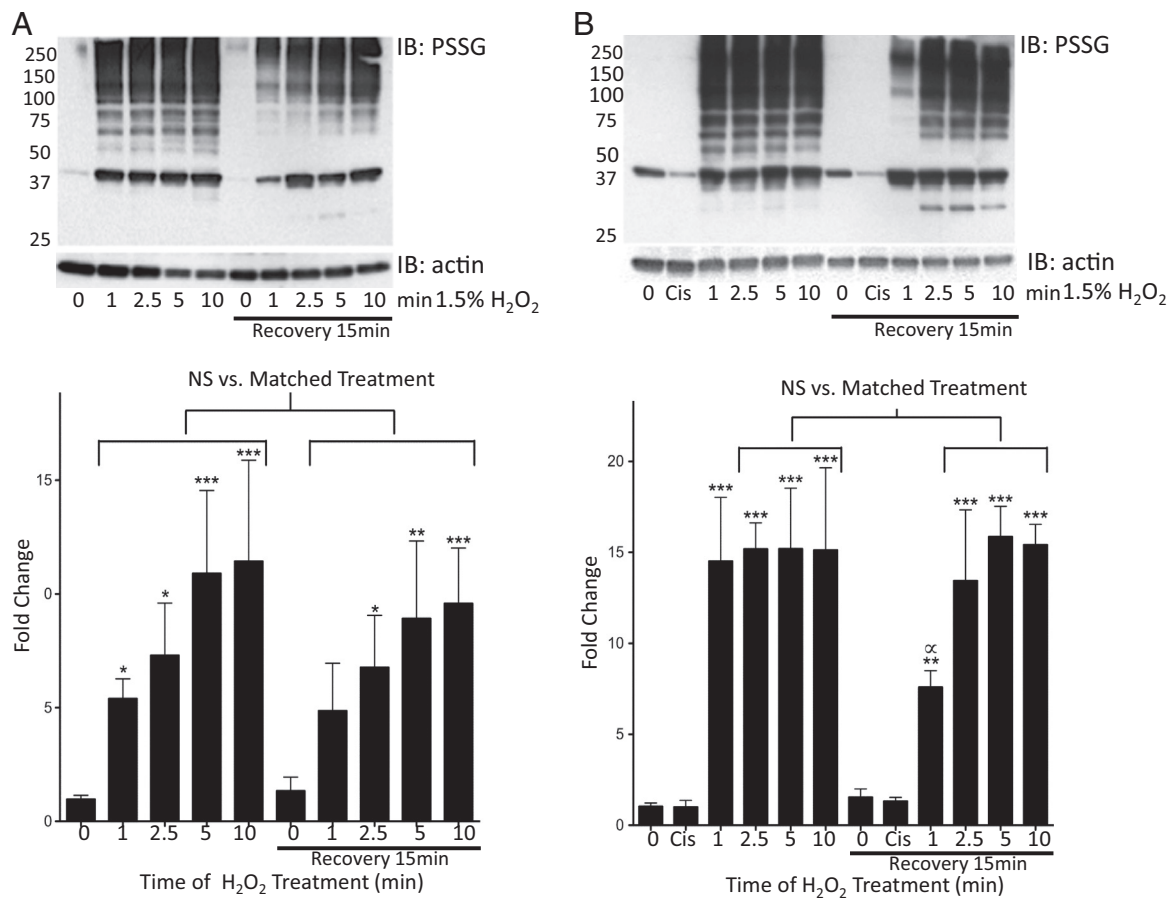 A
250
150
100
75
50
37
25
IB: PSSG
IB: actin
0 1 2.5 5 10 0 1 2.5 5 10 min 1.5% H₂O₂
Recovery 15min
NS vs. Matched Treatment
Fold Change
15
0
5
0
* * *** *** * ** ***
0 1 2.5 5 10 0 1 2.5 5 10
Recovery 15min
Time of H₂O₂ Treatment (min)
B
250
150
100
75
50
37
25
IB: PSSG
IB: actin
0 Cis 1 2.5 5 10 0 Cis 1 2.5 5 10 min 1.5% H₂O₂
Recovery 15min
NS vs. Matched Treatment
Fold Change
20
15
10
5
0
*** *** *** *** ∝ ** *** *** ***
0 Cis 1 2.5 5 10 0 Cis 1 2.5 5 10
Recovery 15min
Time of H₂O₂ Treatment (min)